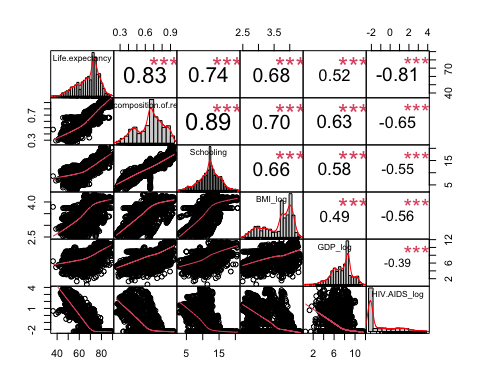 0.3 0.6 0.9 2.5 3.5 -2 0 2 4
Life.expectancy *** 0.83 *** 0.74 *** 0.68 *** 0.52 *** -0.81 40 70
0.3 0.7 composition.of.re *** 0.89 *** 0.70 *** 0.63 *** -0.65
Schooling *** 0.66 *** 0.58 *** -0.55 5 15
2.5 4.0 BMI_log *** 0.49 *** -0.56
GDP_log *** -0.39 2 6 12
-2 1 4 HIV.AIDS_log
40 60 80 5 15 2 6 10